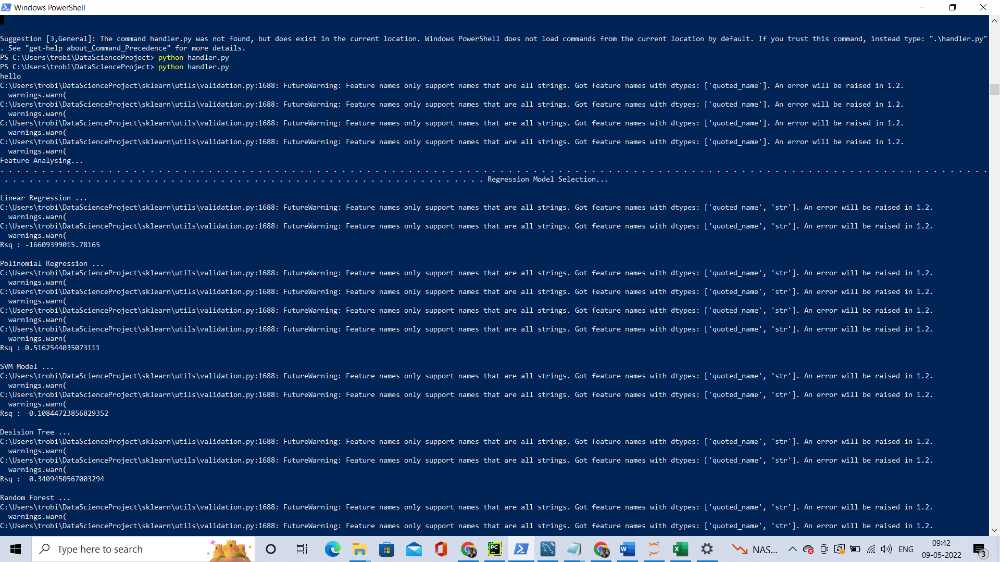 Windows PowerShell
Suggestion [3,General]: The command handler.py was not found, but does exist in the current location. Windows PowerShell does not load commands from the current location by default. If you trust this command, instead type: ".\handler.py"
. See "get-help about_Command_Precedence" for more details.
PS C:\Users\trobi\DataScienceProject> python handler.py
PS C:\Users\trobi\DataScienceProject> python handler.py
hello
C:\Users\trobi\DataScienceProject\sklearn\utils\validation.py:1688: FutureWarning: Feature names only support names that are all strings. Got feature names with dtypes: ['quoted_name']. An error will be raised in 1.2.
  warnings.warn(
C:\Users\trobi\DataScienceProject\sklearn\utils\validation.py:1688: FutureWarning: Feature names only support names that are all strings. Got feature names with dtypes: ['quoted_name']. An error will be raised in 1.2.
  warnings.warn(
C:\Users\trobi\DataScienceProject\sklearn\utils\validation.py:1688: FutureWarning: Feature names only support names that are all strings. Got feature names with dtypes: ['quoted_name']. An error will be raised in 1.2.
  warnings.warn(
C:\Users\trobi\DataScienceProject\sklearn\utils\validation.py:1688: FutureWarning: Feature names only support names that are all strings. Got feature names with dtypes: ['quoted_name']. An error will be raised in 1.2.
  warnings.warn(
Feature Analysing...
. . . . . . . . . . . . . . . . . . . . . . . . . . . . . . . . . . . . . . . . . . . . . . . . . . . . . . . . . . . . . . . . . . . . . . . . . . . . . . . . . . . . . . . . . . . . . . . . . . . . . . . . . . . . . . . . . . . . . . .
 . . . . . . . . . . . . . . . . . . . . . . . . . . . . . . . . . . . . . . . . . . . . . . . . . . . . . . . . . . Regression Model Selection...
Linear Regression ...
C:\Users\trobi\DataScienceProject\sklearn\utils\validation.py:1688: FutureWarning: Feature names only support names that are all strings. Got feature names with dtypes: ['quoted_name', 'str']. An error will be raised in 1.2.
  warnings.warn(
C:\Users\trobi\DataScienceProject\sklearn\utils\validation.py:1688: FutureWarning: Feature names only support names that are all strings. Got feature names with dtypes: ['quoted_name', 'str']. An error will be raised in 1.2.
  warnings.warn(
Rsq : -16609399015.78165
Polinomial Regression ...
C:\Users\trobi\DataScienceProject\sklearn\utils\validation.py:1688: FutureWarning: Feature names only support names that are all strings. Got feature names with dtypes: ['quoted_name', 'str']. An error will be raised in 1.2.
  warnings.warn(
C:\Users\trobi\DataScienceProject\sklearn\utils\validation.py:1688: FutureWarning: Feature names only support names that are all strings. Got feature names with dtypes: ['quoted_name', 'str']. An error will be raised in 1.2.
  warnings.warn(
C:\Users\trobi\DataScienceProject\sklearn\utils\validation.py:1688: FutureWarning: Feature names only support names that are all strings. Got feature names with dtypes: ['quoted_name', 'str']. An error will be raised in 1.2.
  warnings.warn(
C:\Users\trobi\DataScienceProject\sklearn\utils\validation.py:1688: FutureWarning: Feature names only support names that are all strings. Got feature names with dtypes: ['quoted_name', 'str']. An error will be raised in 1.2.
  warnings.warn(
Rsq : 0.5162544035073111
SVM Model ...
C:\Users\trobi\DataScienceProject\sklearn\utils\validation.py:1688: FutureWarning: Feature names only support names that are all strings. Got feature names with dtypes: ['quoted_name', 'str']. An error will be raised in 1.2.
  warnings.warn(
C:\Users\trobi\DataScienceProject\sklearn\utils\validation.py:1688: FutureWarning: Feature names only support names that are all strings. Got feature names with dtypes: ['quoted_name', 'str']. An error will be raised in 1.2.
  warnings.warn(
Rsq : -0.10844723856829352
Desision Tree ...
C:\Users\trobi\DataScienceProject\sklearn\utils\validation.py:1688: FutureWarning: Feature names only support names that are all strings. Got feature names with dtypes: ['quoted_name', 'str']. An error will be raised in 1.2.
  warnings.warn(
C:\Users\trobi\DataScienceProject\sklearn\utils\validation.py:1688: FutureWarning: Feature names only support names that are all strings. Got feature names with dtypes: ['quoted_name', 'str']. An error will be raised in 1.2.
  warnings.warn(
Rsq :  0.3409450567003294
Random Forest ...
C:\Users\trobi\DataScienceProject\sklearn\utils\validation.py:1688: FutureWarning: Feature names only support names that are all strings. Got feature names with dtypes: ['quoted_name', 'str']. An error will be raised in 1.2.
  warnings.warn(
C:\Users\trobi\DataScienceProject\sklearn\utils\validation.py:1688: FutureWarning: Feature names only support names that are all strings. Got feature names with dtypes: ['quoted_name', 'str']. An error will be raised in 1.2.
Type here to search
PC
W
X
NAS...
ENG
09:42
09-05-2022
3